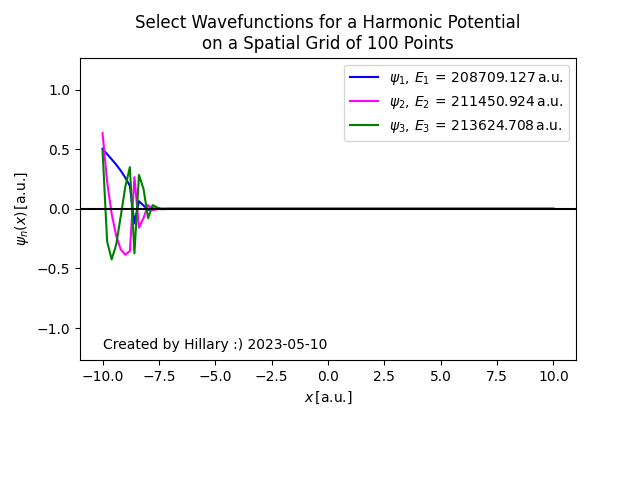 Select Wavefunctions for a Harmonic Potential
on a Spatial Grid of 100 Points
ψ₁, E₁ = 208709.127 a.u.
ψ₂, E₂ = 211450.924 a.u.
ψ₃, E₃ = 213624.708 a.u.
1.0
0.5
0.0
−0.5
−1.0
ψₙ(x) [a.u.]
Created by Hillary :) 2023-05-10
−10.0 −7.5 −5.0 −2.5 0.0 2.5 5.0 7.5 10.0
x [a.u.]